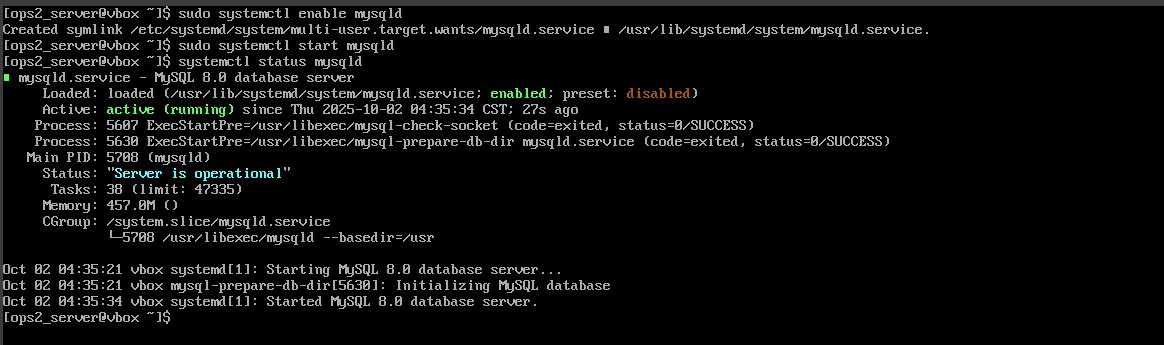 [ops2_server@vbox ~]$ sudo systemctl enable mysqld
Created symlink /etc/systemd/system/multi-user.target.wants/mysqld.service ■ /usr/lib/systemd/system/mysqld.service.
[ops2_server@vbox ~]$ sudo systemctl start mysqld
[ops2_server@vbox ~]$ systemctl status mysqld
■ mysqld.service - MySQL 8.0 database server
Loaded: loaded (/usr/lib/systemd/system/mysqld.service; enabled; preset: disabled)
Active: active (running) since Thu 2025-10-02 04:35:34 CST; 27s ago
Process: 5607 ExecStartPre=/usr/libexec/mysql-check-socket (code=exited, status=0/SUCCESS)
Process: 5630 ExecStartPre=/usr/libexec/mysql-prepare-db-dir mysqld.service (code=exited, status=0/SUCCESS)
Main PID: 5708 (mysqld)
Status: "Server is operational"
Tasks: 38 (limit: 47335)
Memory: 457.0M ()
CGroup: /system.slice/mysqld.service
└─5708 /usr/libexec/mysqld --basedir=/usr
Oct 02 04:35:21 vbox systemd[1]: Starting MySQL 8.0 database server...
Oct 02 04:35:21 vbox mysql-prepare-db-dir[5630]: Initializing MySQL database
Oct 02 04:35:34 vbox systemd[1]: Started MySQL 8.0 database server.
[ops2_server@vbox ~]$